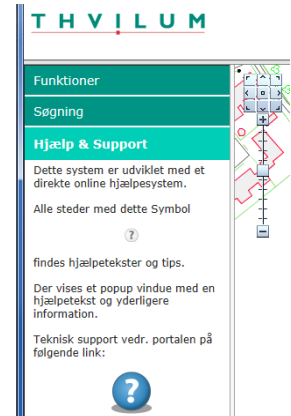 THVILUM
Funktioner
Søgning
Hjælp & Support
Dette system er udviklet med et
direkte online hjælpesystem.
Alle steder med dette Symbol
?
findes hjælpetekster og tips.
Der vises et popup vindue med en
hjælpetekst og yderligere
information.
Teknisk support vedr. portalen på
følgende link:
?